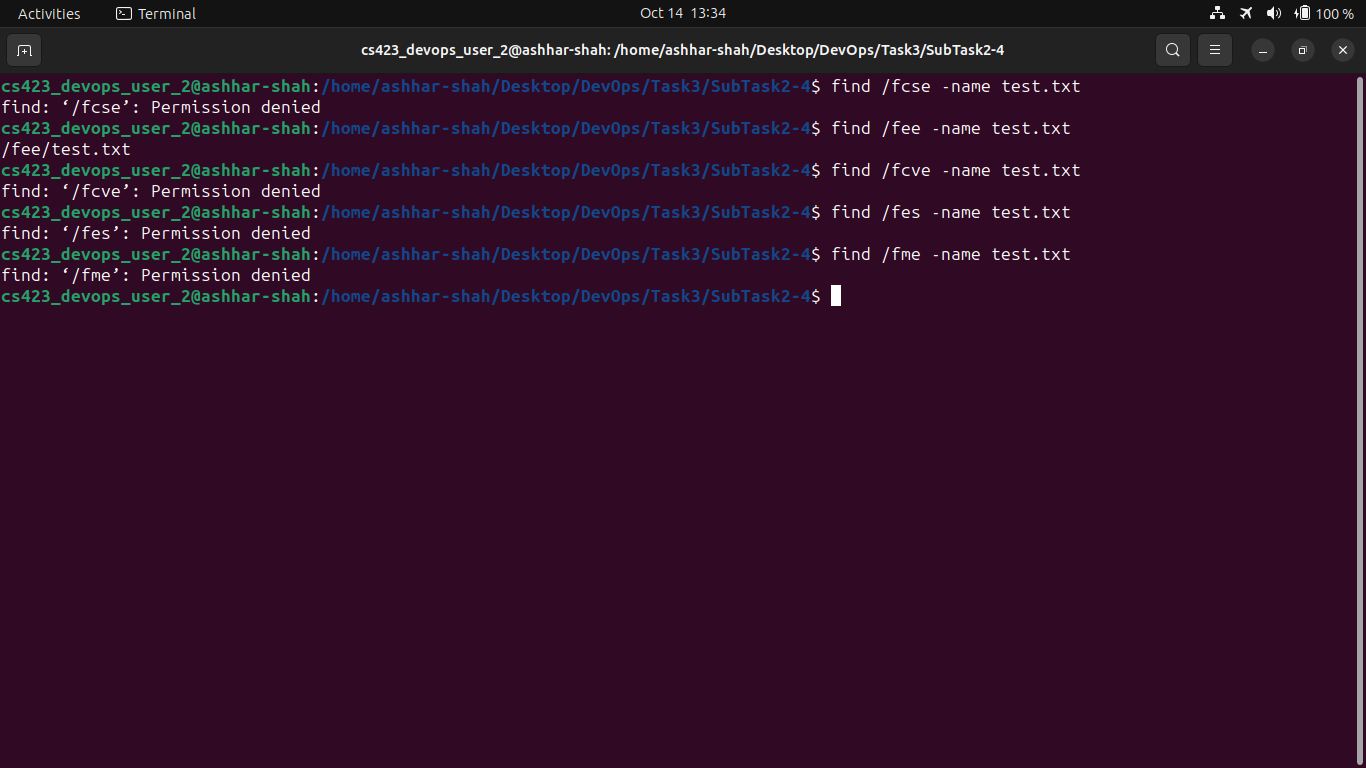 Activities Terminal Oct 14 13:34 100 %
cs423_devops_user_2@ashhar-shah: /home/ashhar-shah/Desktop/DevOps/Task3/SubTask2-4
cs423_devops_user_2@ashhar-shah:/home/ashhar-shah/Desktop/DevOps/Task3/SubTask2-4$ find /fcse -name test.txt
find: ‘/fcse’: Permission denied
cs423_devops_user_2@ashhar-shah:/home/ashhar-shah/Desktop/DevOps/Task3/SubTask2-4$ find /fee -name test.txt
/fee/test.txt
cs423_devops_user_2@ashhar-shah:/home/ashhar-shah/Desktop/DevOps/Task3/SubTask2-4$ find /fcve -name test.txt
find: ‘/fcve’: Permission denied
cs423_devops_user_2@ashhar-shah:/home/ashhar-shah/Desktop/DevOps/Task3/SubTask2-4$ find /fes -name test.txt
find: ‘/fes’: Permission denied
cs423_devops_user_2@ashhar-shah:/home/ashhar-shah/Desktop/DevOps/Task3/SubTask2-4$ find /fme -name test.txt
find: ‘/fme’: Permission denied
cs423_devops_user_2@ashhar-shah:/home/ashhar-shah/Desktop/DevOps/Task3/SubTask2-4$